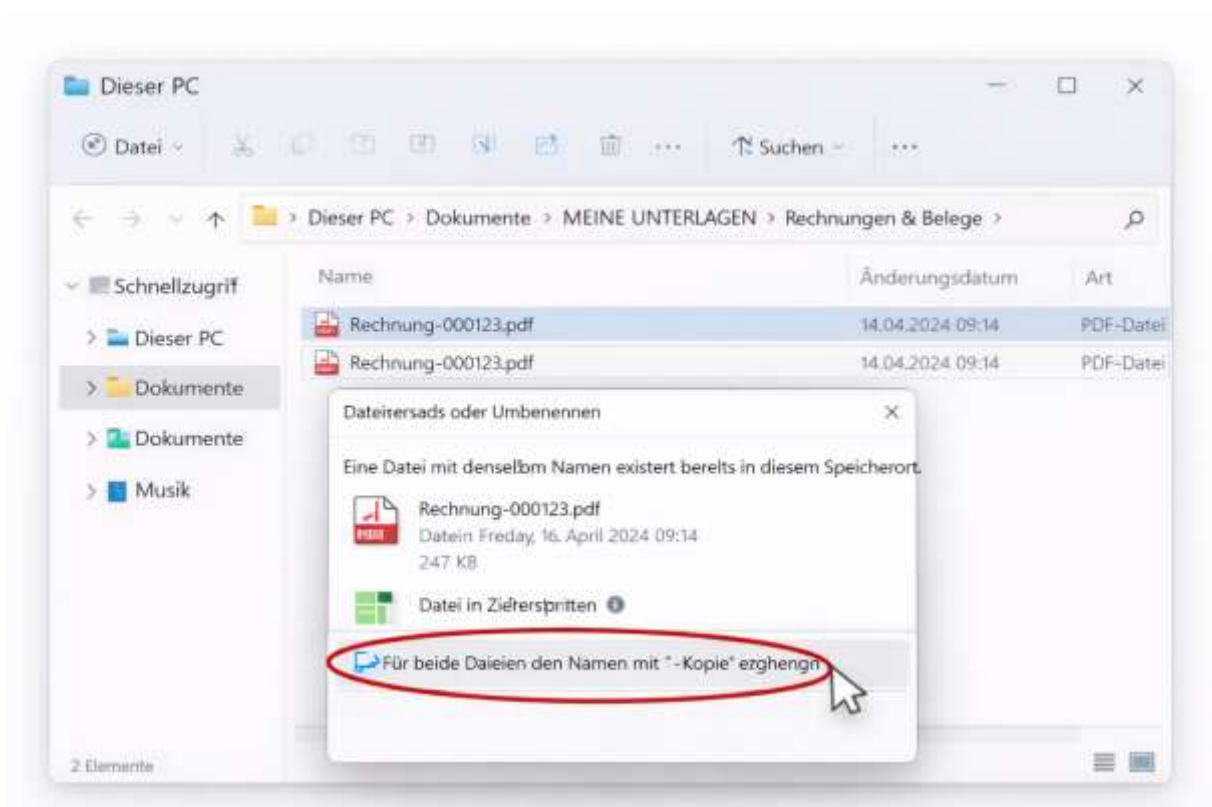 Dieser PC
Datei Suchen ...
Dieser PC > Dokumente > MEINE UNTERLAGEN > Rechnungen & Belege >
Schnellzugriff
Dieser PC
Dokumente
Dokumente
Musik
Name Änderungsdatum Art
Rechnung-000123.pdf 14.04.2024 09:14 PDF-Datei
Rechnung-000123.pdf 14.04.2024 09:14 PDF-Datei
Dateisersads oder Umbenennen
Eine Datei mit denselbm Namen existert berelts in diesem Speicherort.
Rechnung-000123.pdf
Datein Freday, 16. April 2024 09:14
247 KB
Datei in
Für beide Daieien den Namen mit "-Kopie" ezghengn
2 Elemente